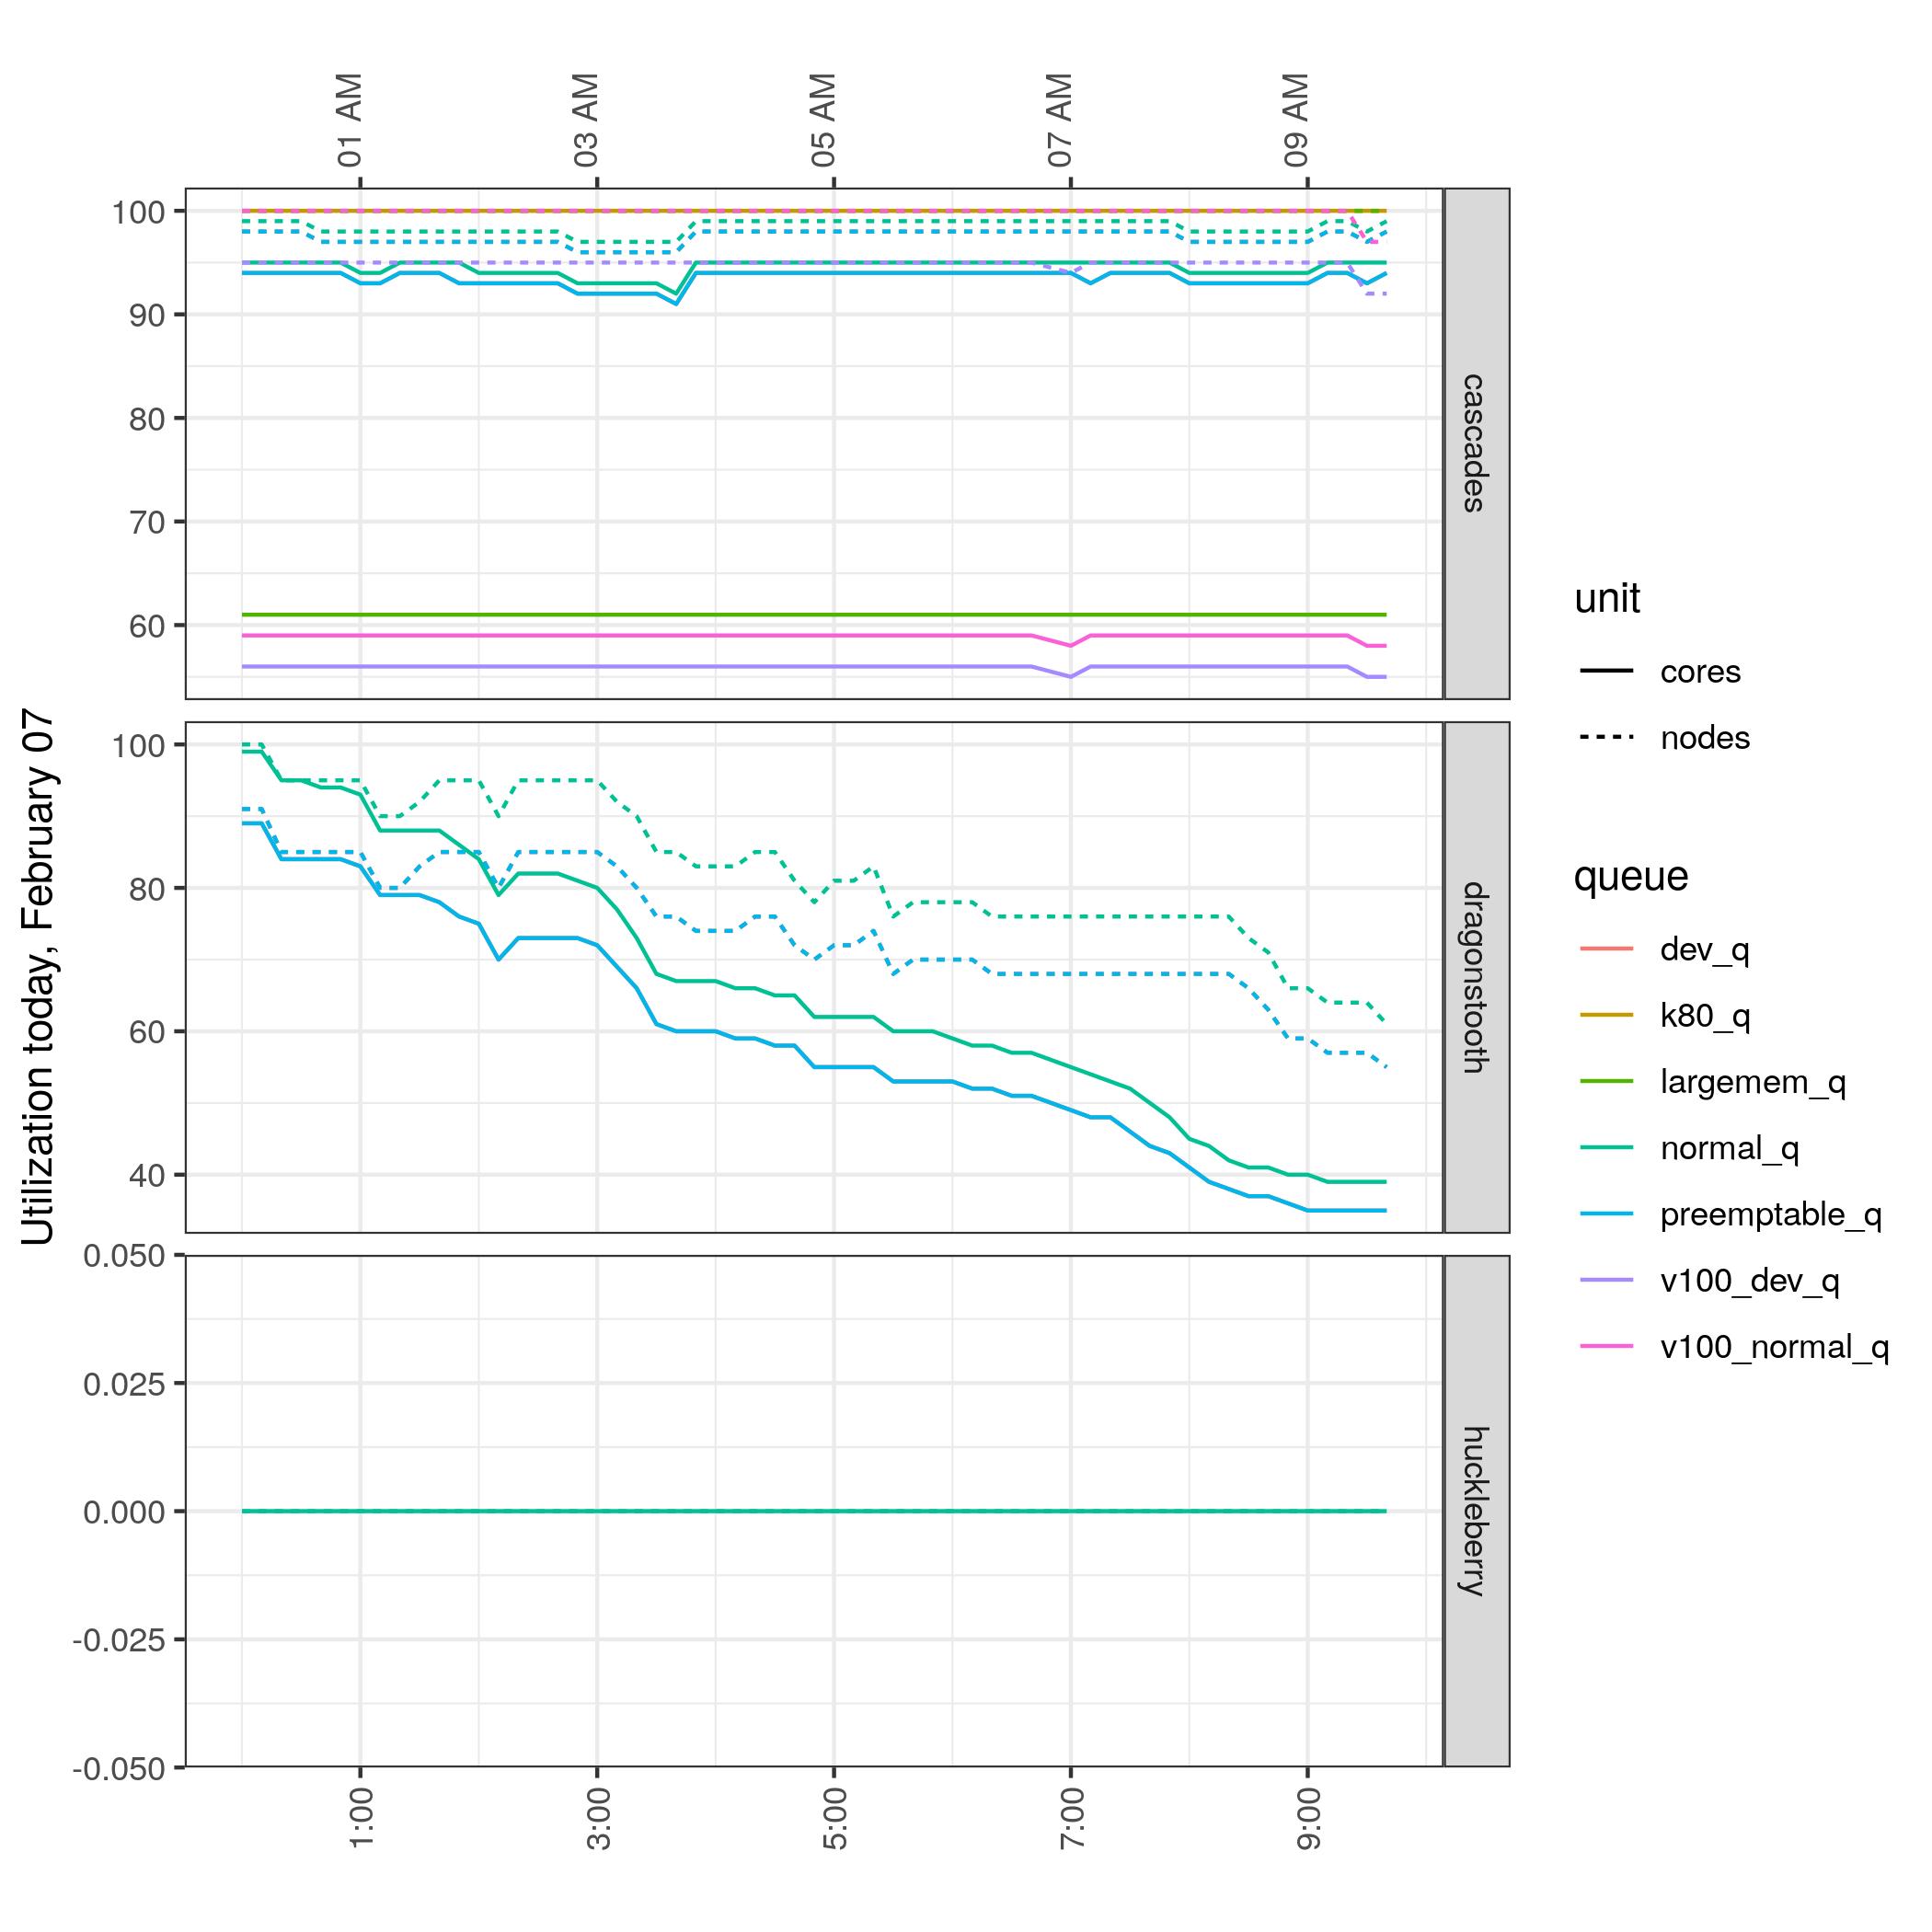 01 AM
03 AM
05 AM
07 AM
09 AM
Utilization today, February 07
100
90
80
70
60
cascades
100
80
60
40
dragonstooth
0.050
0.025
0.000
-0.025
-0.050
huckleberry
1:00
3:00
5:00
7:00
9:00
unit
cores
nodes
queue
dev_q
k80_q
largemem_q
normal_q
preemptable_q
v100_dev_q
v100_normal_q